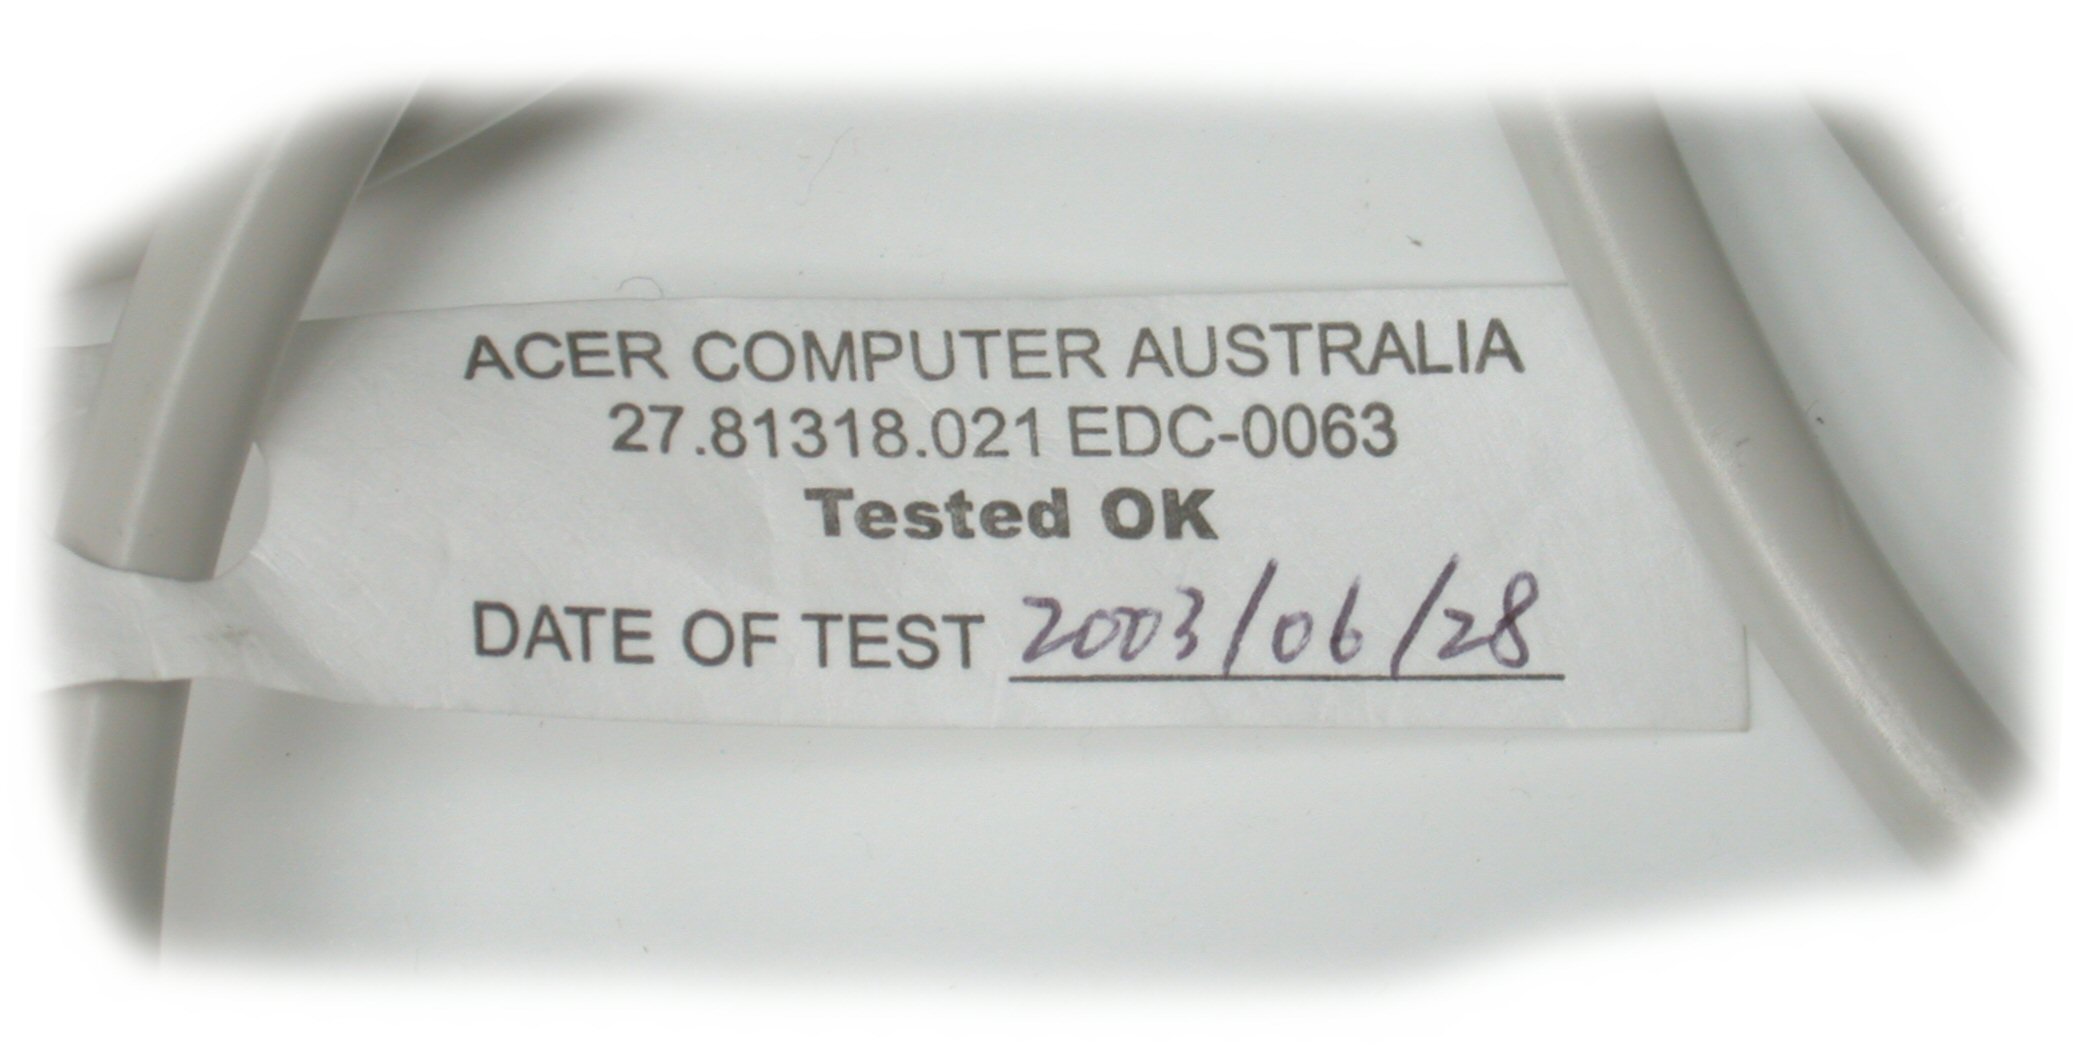 ACER COMPUTER AUSTRALIA
27.81318.021 EDC-0063
Tested OK
DATE OF TEST 2003/06/28